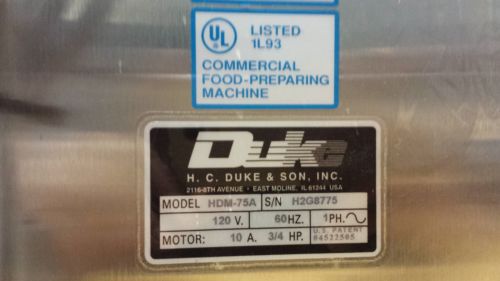 UL
LISTED
1L93
COMMERCIAL
FOOD-PREPARING
MACHINE
Duke
H. C. DUKE & SON, INC.
2116-8TH AVENUE • EAST MOLINE, IL 61244 USA
MODEL HDM-75A S/N H2G8775
120 V. 60HZ. 1PH.
MOTOR: 10 A. 3/4 HP. U.S. PATENT
#4522505